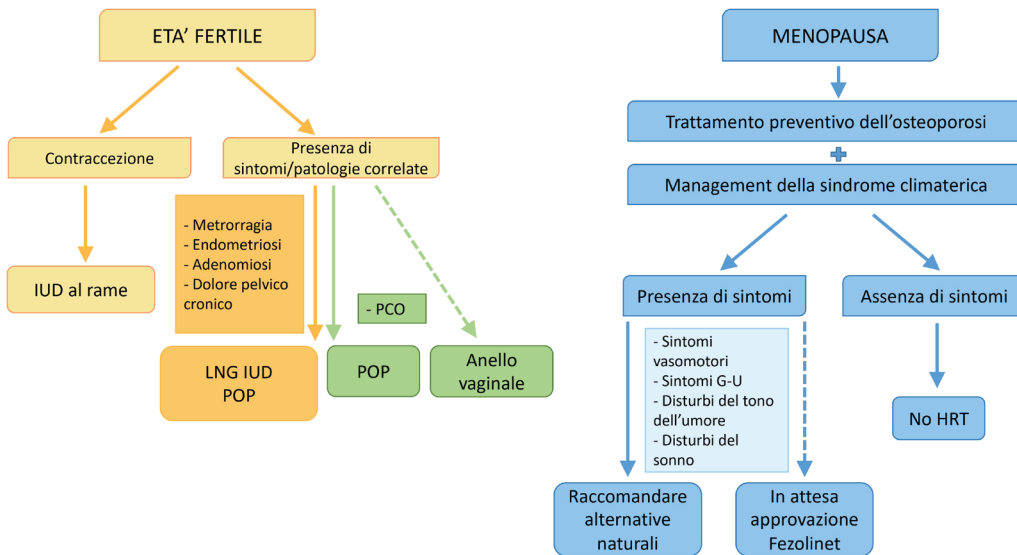 ETA’ FERTILE
Contraccezione
Presenza di
sintomi/patologie correlate
- Metrorragia
- Endometriosi
- Adenomiosi
- Dolore pelvico
cronico
IUD al rame
- PCO
LNG IUD
POP
POP
Anello
vaginale
MENOPAUSA
Trattamento preventivo dell’osteoporosi
Management della sindrome climaterica
Presenza di sintomi
Assenza di sintomi
- Sintomi
vasomotori
- Sintomi G-U
- Disturbi del tono
dell’umore
- Disturbi del
sonno
No HRT
Raccomandare
alternative
naturali
In attesa
approvazione
Fezolinet